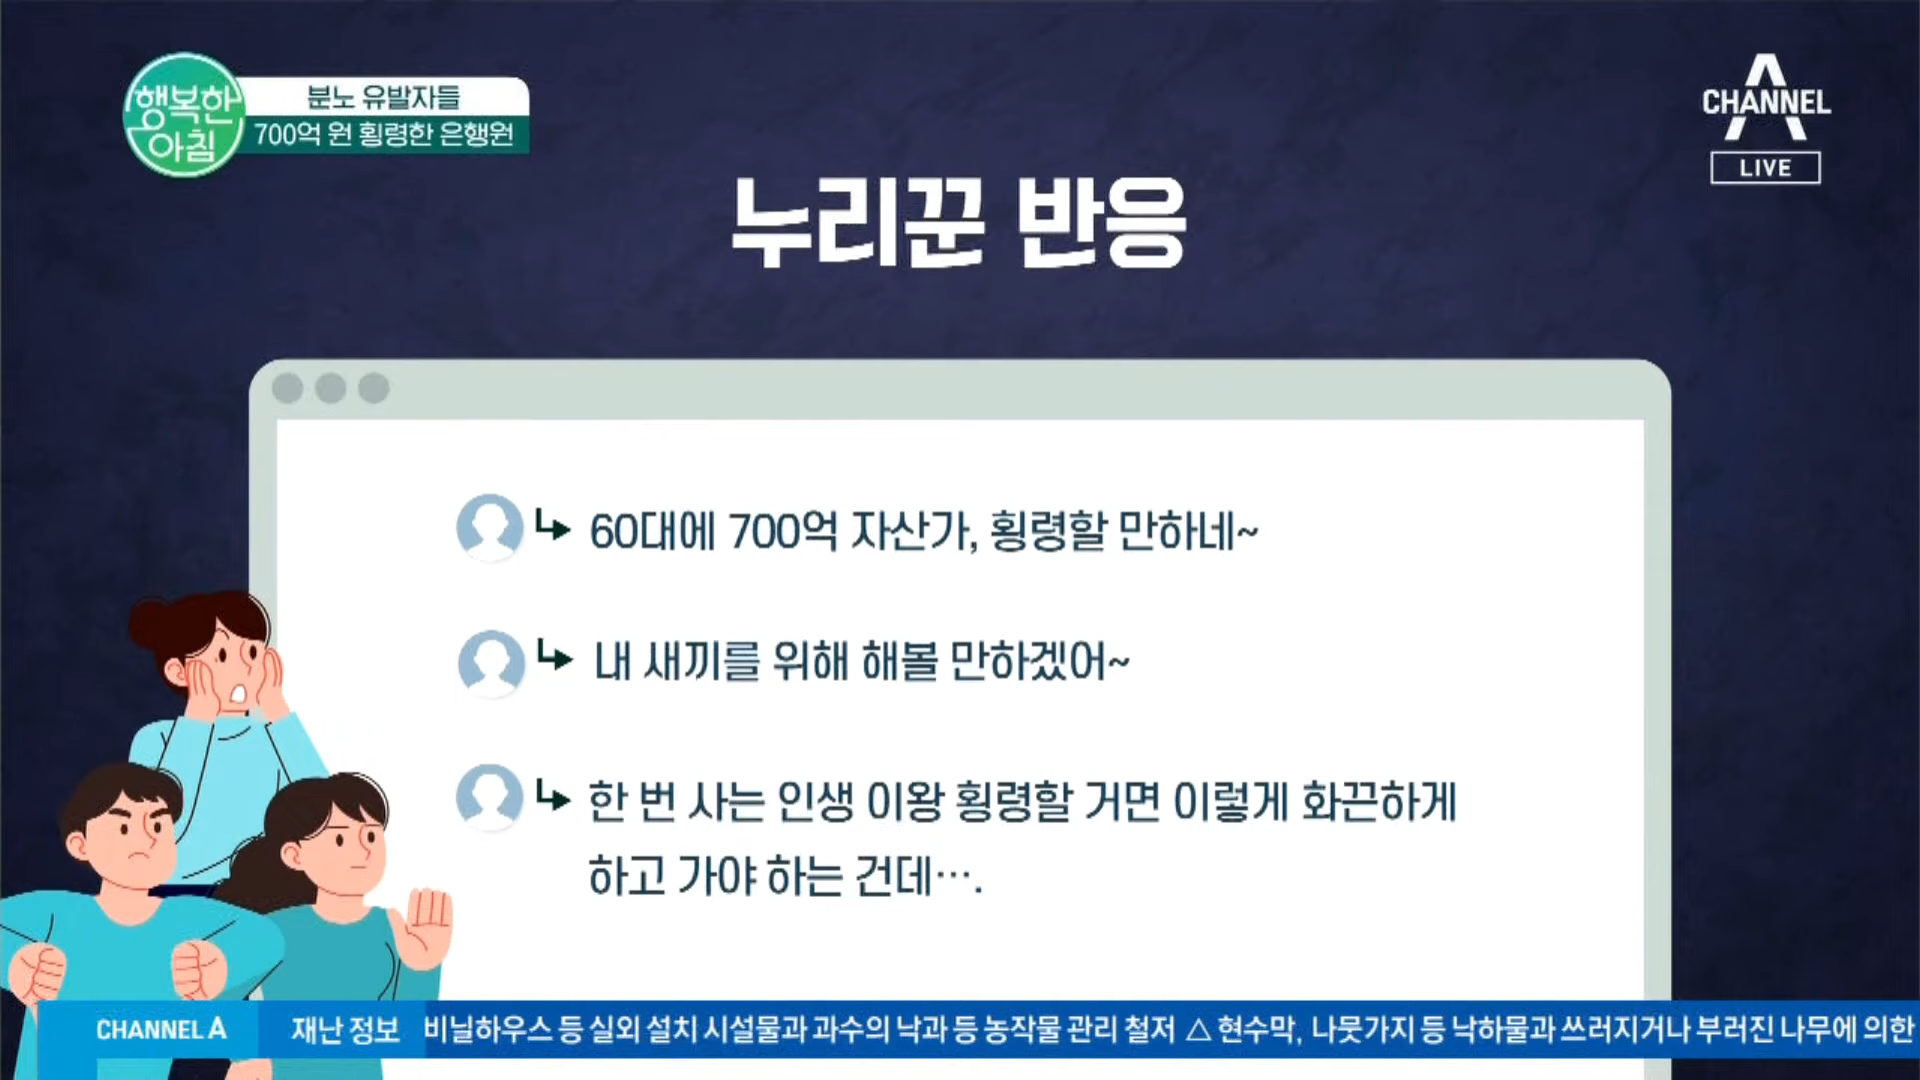 행복한
아침
분노 유발자들
700억 원 횡령한 은행원
CHANNEL A
LIVE
누리꾼 반응
60대에 700억 자산가, 횡령할 만하네~
내 새끼를 위해 해볼 만하겠어~
한 번 사는 인생 이왕 횡령할 거면 이렇게 화끈하게
하고 가야 하는 건데….
CHANNEL A 재난 정보 비닐하우스 등 실외 설치 시설물과 과수의 낙과 등 농작물 관리 철저 △ 현수막, 나뭇가지 등 낙하물과 쓰러지거나 부러진 나무에 의한